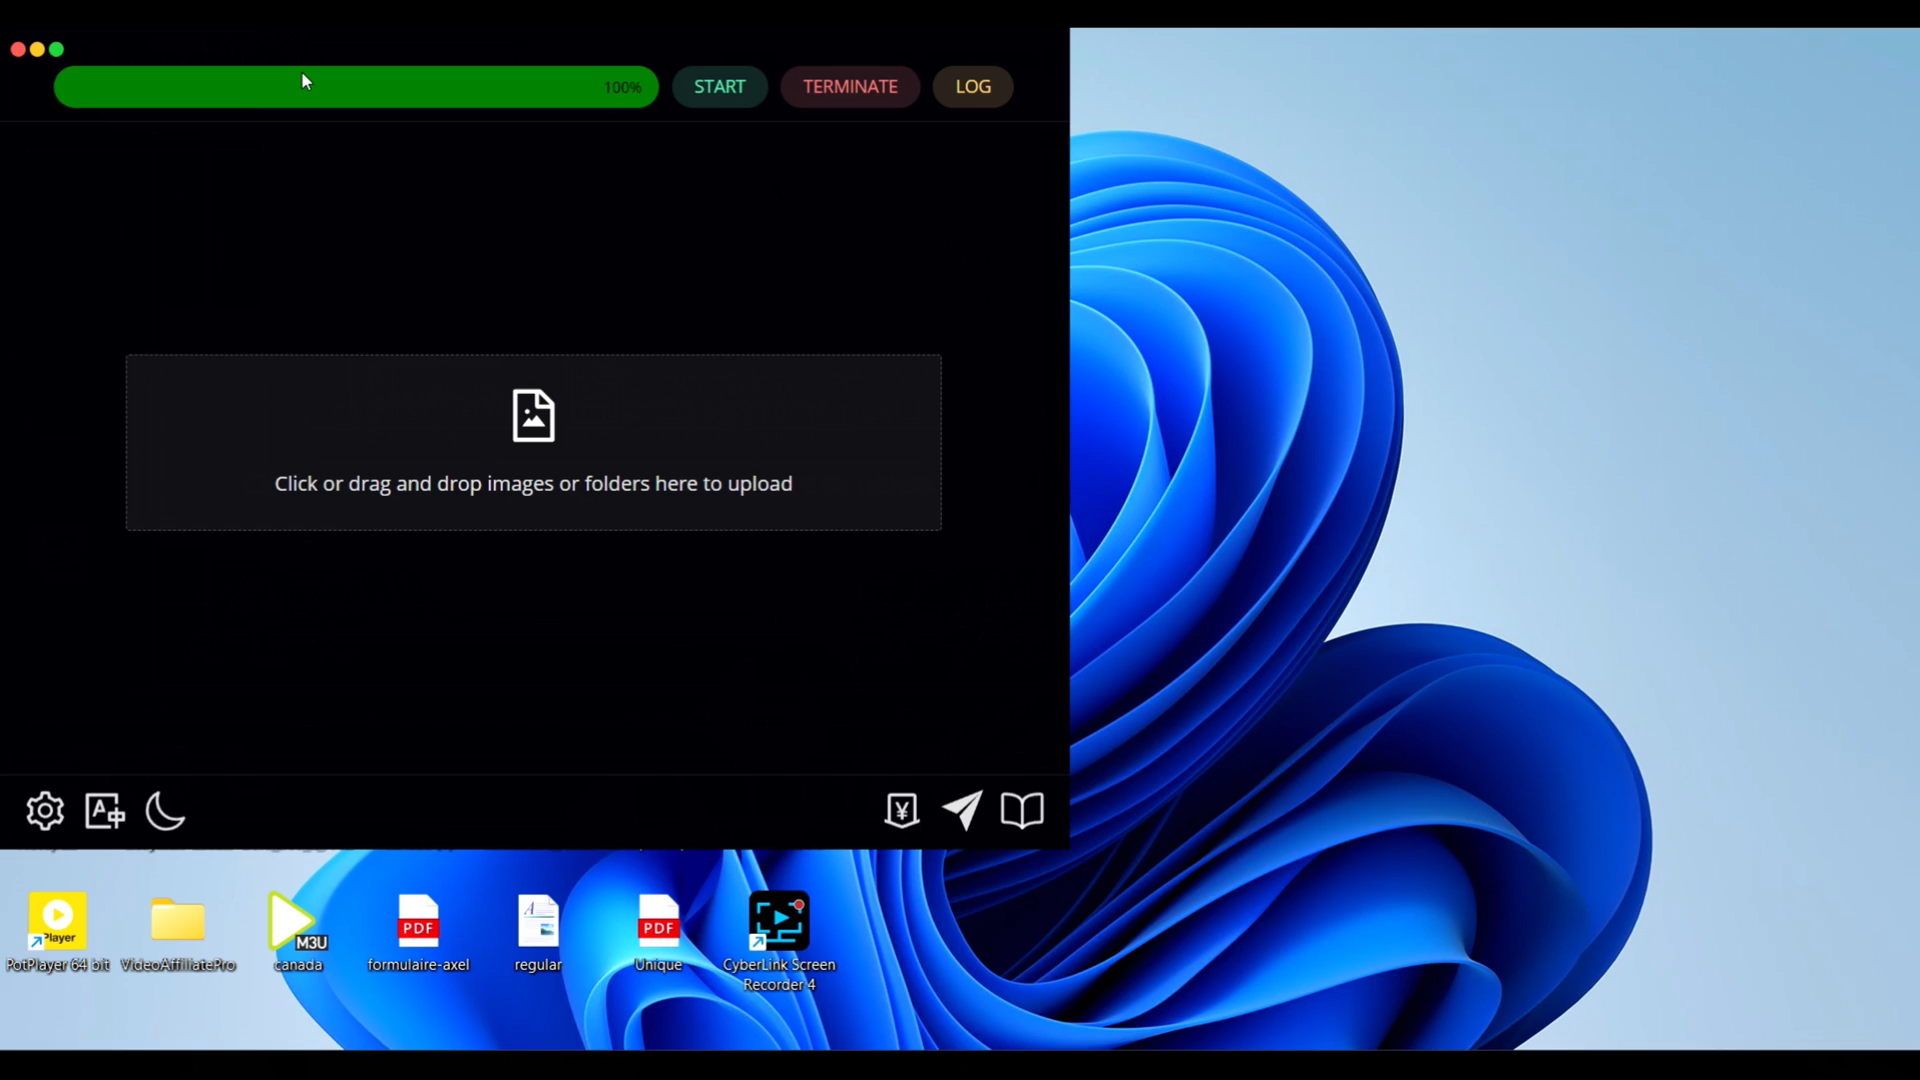 100%
START
TERMINATE
LOG
Click or drag and drop images or folders here to upload
Player
PotPlayer 64 bit
VideoAffiliatePro
M3U
canada
PDF
formulaire-axel
regular
PDF
Unique
CyberLink Screen
Recorder 4